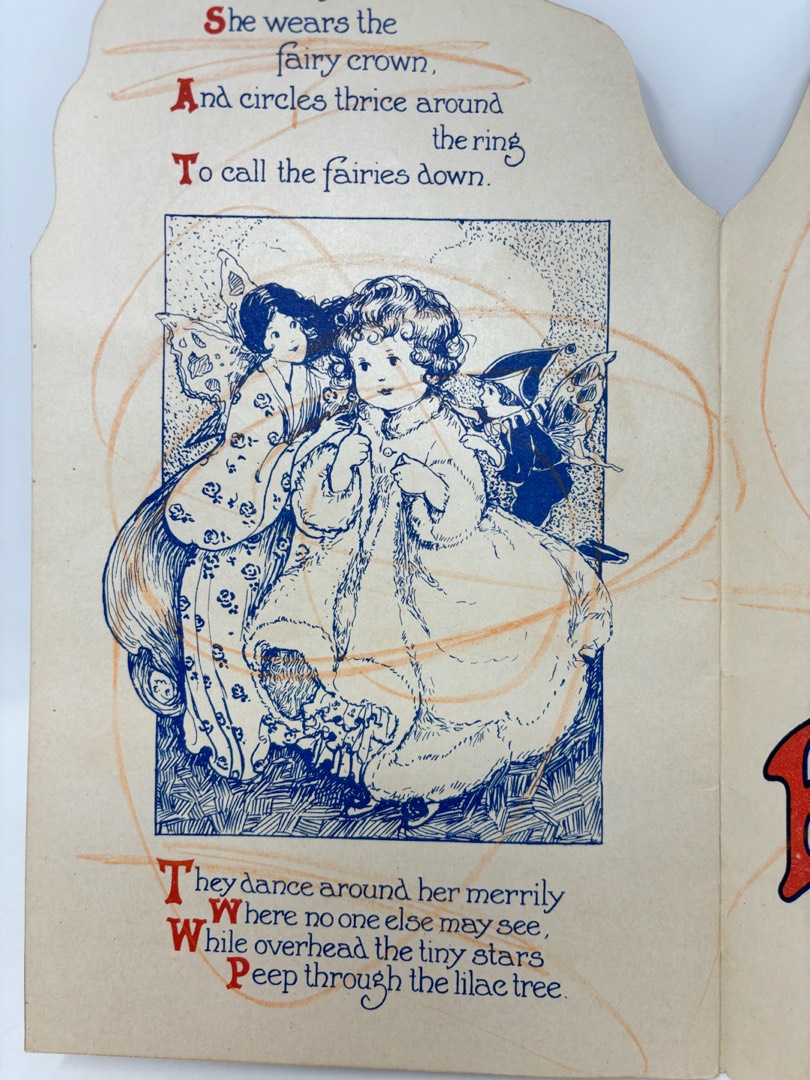 She wears the
fairy crown,
And circles thrice around
the ring
To call the fairies down.
They dance around her merrily
Where no one else may see,
While overhead the tiny stars
Peep through the lilac tree.